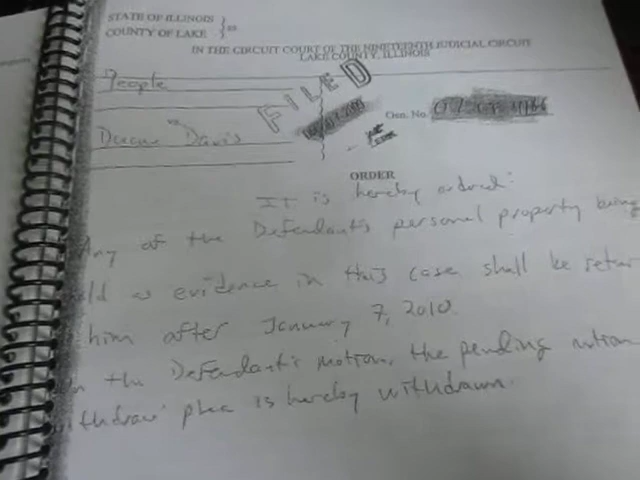 STATE OF ILLINOIS
COUNTY OF LAKE } SS
IN THE CIRCUIT COURT OF THE NINETEENTH JUDICIAL CIRCUIT
LAKE COUNTY, ILLINOIS
People
FILED
vs
Gen. No.
Davis
ORDER
It is hereby ordered:
Any of the Defendant's personal property being
ld as evidence in this case shall be retur
him after January 7, 2010.
n the Defendant's motion, the pending motion
withdraw plea is hereby withdrawn.